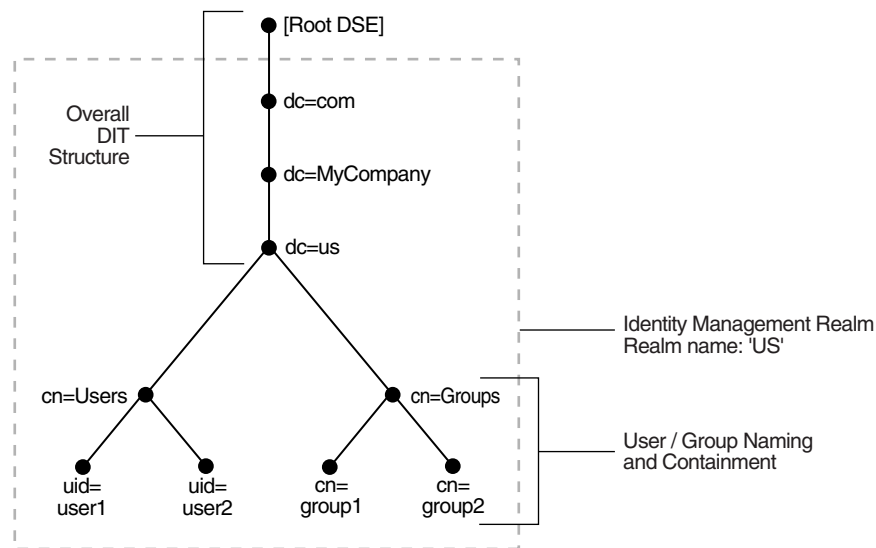 [Root DSE]
dc=com
Overall
DIT
Structure
dc=MyCompany
dc=us
Identity Management Realm
Realm name: 'US'
cn=Users
cn=Groups
User / Group Naming
and Containment
uid=
user1
uid=
user2
cn=
group1
cn=
group2